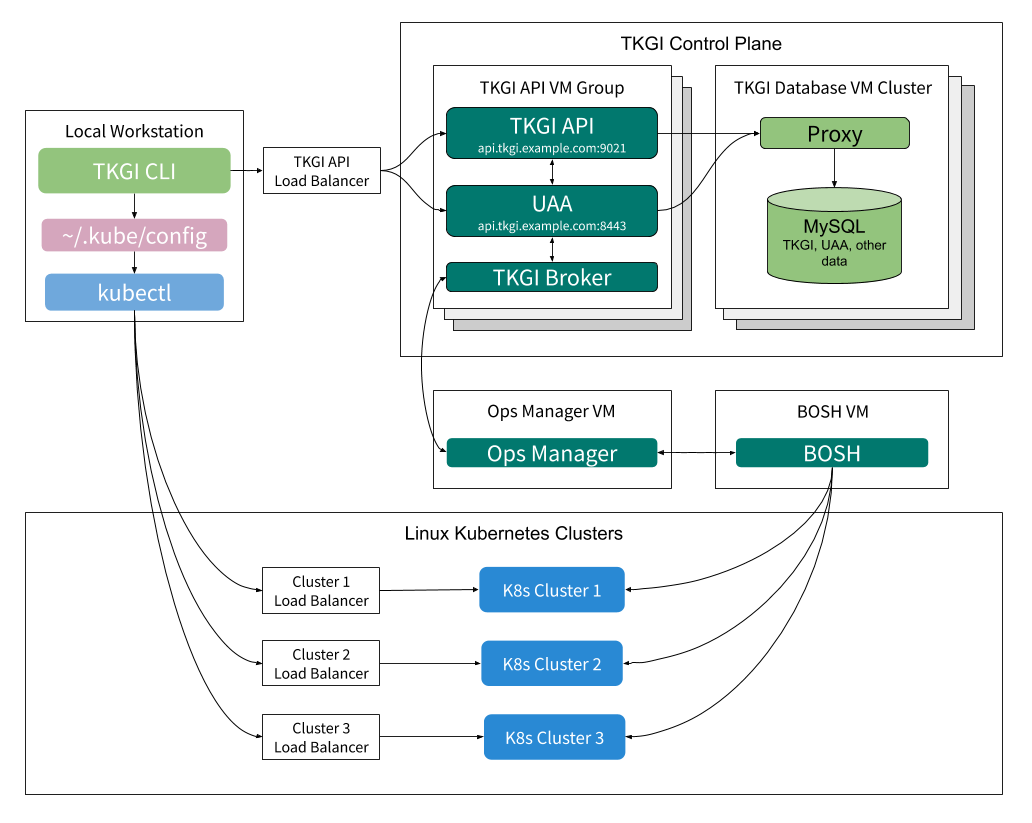 TKGI Control Plane
Local Workstation
TKGI CLI
~/.kube/config
kubectl
TKGI API
Load Balancer
TKGI API VM Group
TKGI API
api.tkgi.example.com:9021
UAA
api.tkgi.example.com:8443
TKGI Broker
TKGI Database VM Cluster
Proxy
MySQL
TKGI, UAA, other
data
Ops Manager VM
Ops Manager
BOSH VM
BOSH
Linux Kubernetes Clusters
Cluster 1
Load Balancer
K8s Cluster 1
Cluster 2
Load Balancer
K8s Cluster 2
Cluster 3
Load Balancer
K8s Cluster 3